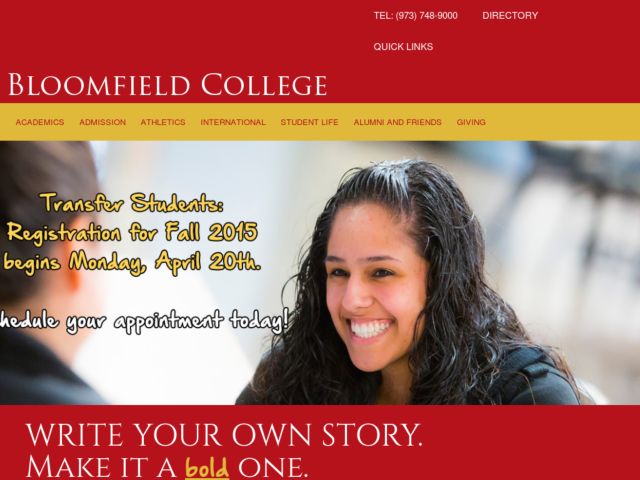 TEL: (973) 748-9000 DIRECTORY
QUICK LINKS
BLOOMFIELD COLLEGE
ACADEMICS ADMISSION ATHLETICS INTERNATIONAL STUDENT LIFE ALUMNI AND FRIENDS GIVING
Transfer Students:
Registration for Fall 2015
begins Monday, April 20th.
hedule your appointment today!
WRITE YOUR OWN STORY.
MAKE IT A bold ONE.